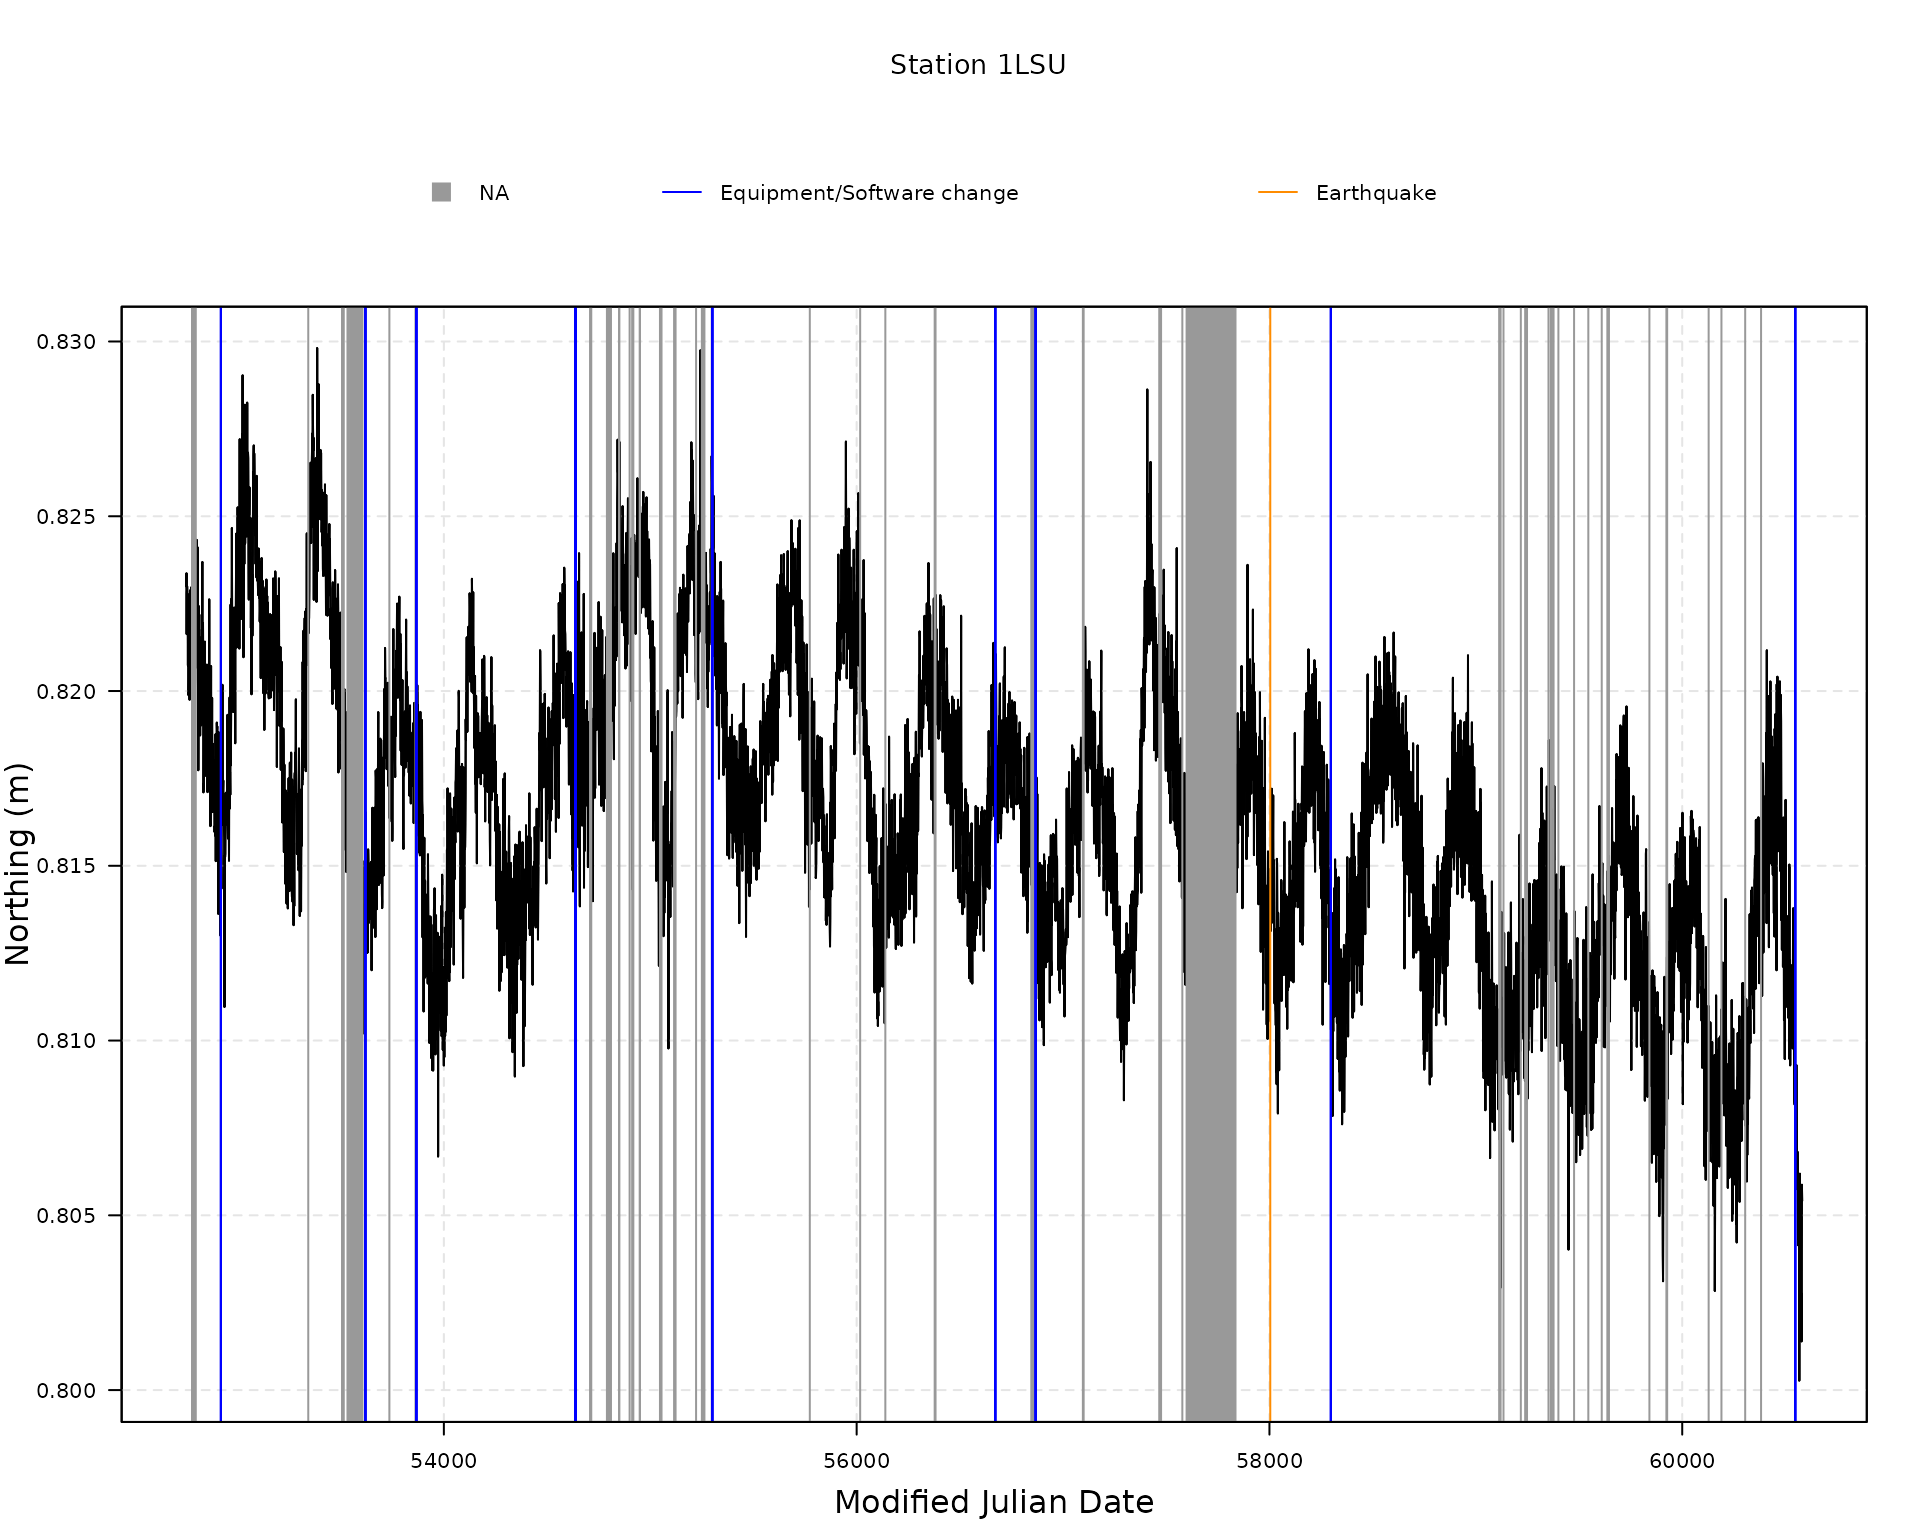 Station 1LSU
NA
Equipment/Software change
Earthquake
0.830
0.825
0.820
0.815
0.810
0.805
0.800
Northing (m)
54000
56000
58000
60000
Modified Julian Date